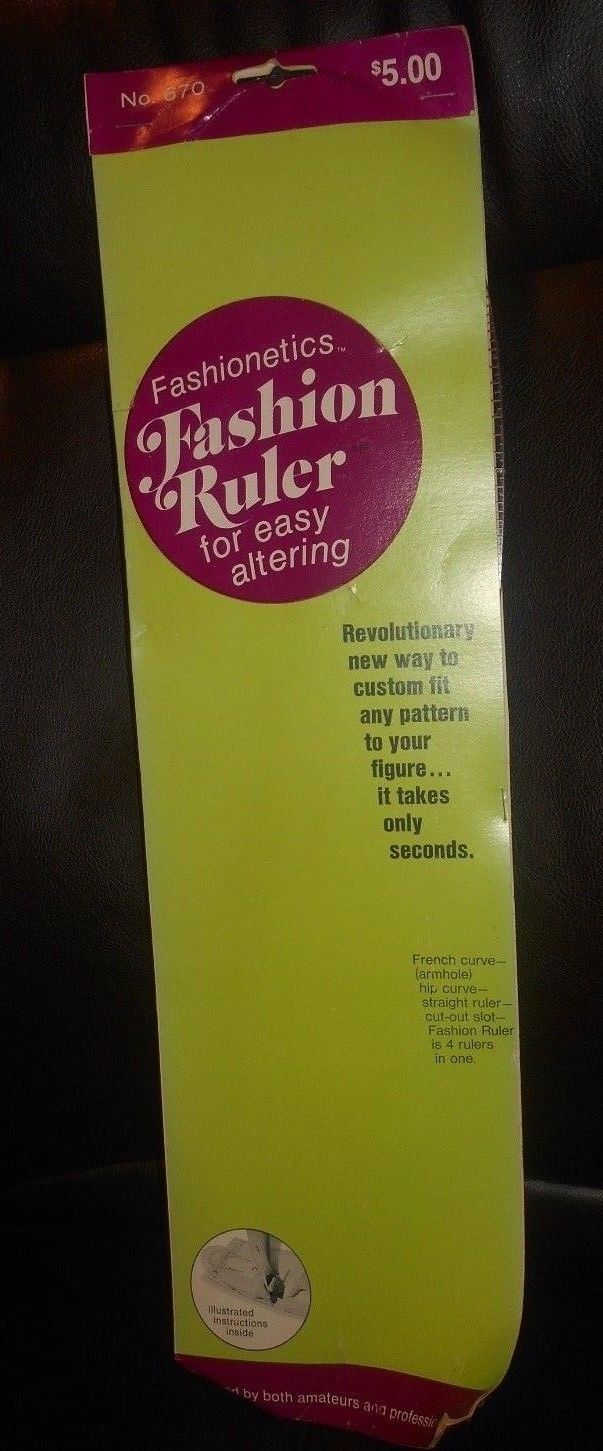 No. 670
$5.00
Fashionetics™
Fashion
Ruler™
for easy
altering
Revolutionary
new way to
custom fit
any pattern
to your
figure...
it takes
only
seconds.
French curve—
(armhole)
hip curve—
straight ruler—
cut-out slot—
Fashion Ruler
is 4 rulers
in one.
illustrated
instructions
inside
by both amateurs and